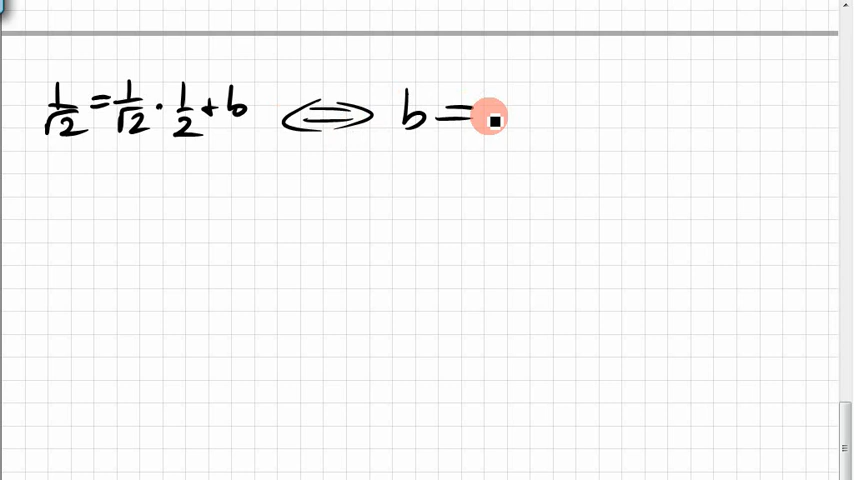 1/√2 = 1/√2 · 1/2 + b ⟺ b =